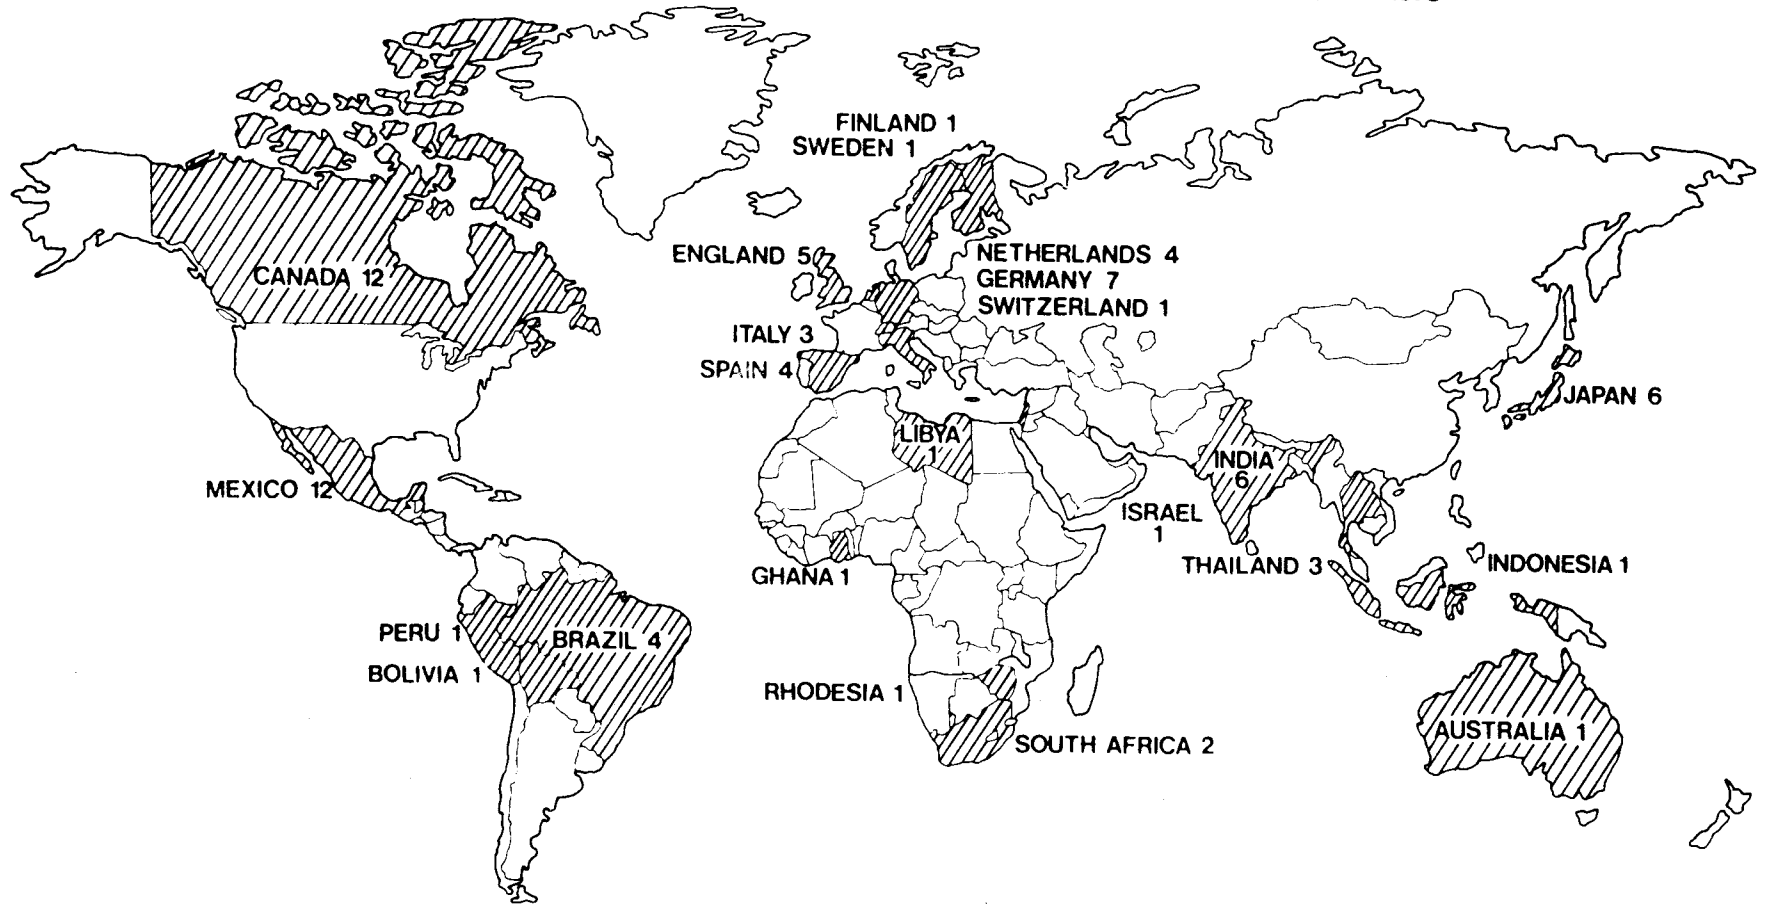 FINLAND 1
SWEDEN 1
ENGLAND 5
NETHERLANDS 4
GERMANY 7
SWITZERLAND 1
CANADA 12
ITALY 3
SPAIN 4
JAPAN 6
LIBYA
1
INDIA
6
MEXICO 12
ISRAEL
1
GHANA 1
THAILAND 3
INDONESIA 1
PERU 1
BRAZIL 4
BOLIVIA 1
RHODESIA 1
AUSTRALIA 1
SOUTH AFRICA 2